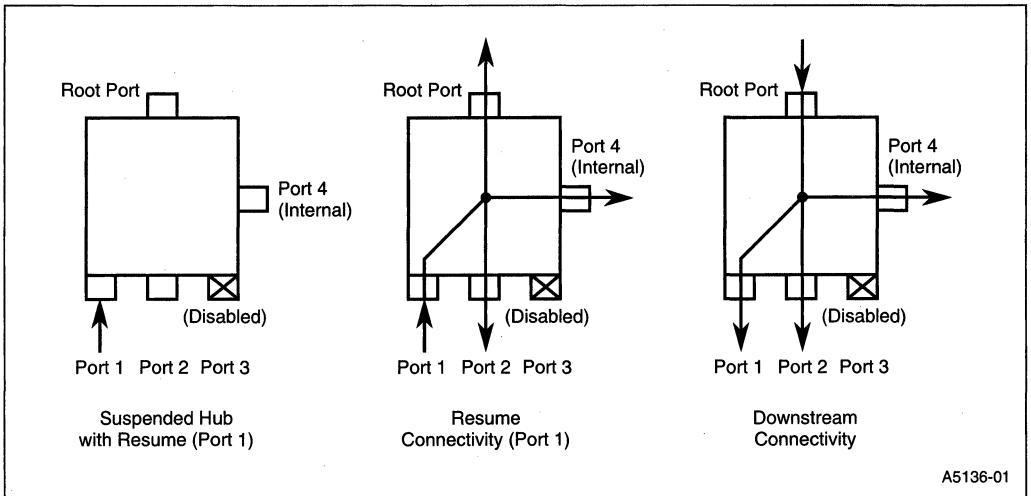 Root Port
Port 4
(Internal)
(Disabled)
Port 1 Port 2 Port 3
Suspended Hub
with Resume (Port 1)
Root Port
Port 4
(Internal)
(Disabled)
Port 1 Port 2 Port 3
Resume
Connectivity (Port 1)
Root Port
Port 4
(Internal)
(Disabled)
Port 1 Port 2 Port 3
Downstream
Connectivity
A5136-01